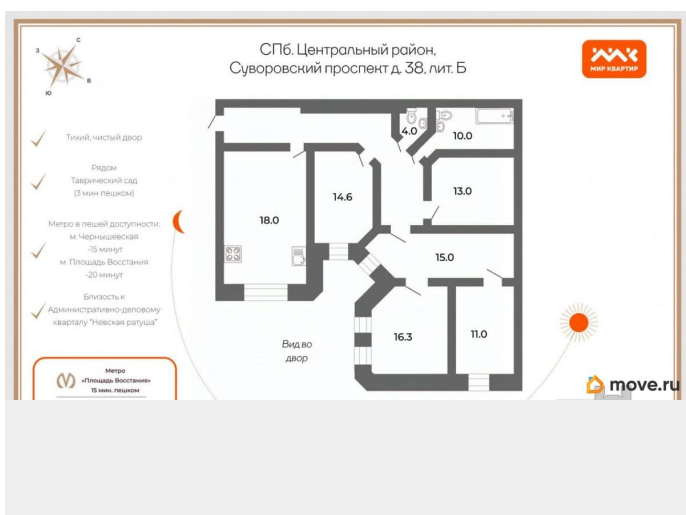 СПб. Центральный район,
Суворовский проспект д. 38, лит. Б
МИР КВАРТИР
С
З
В
Ю
Тихий, чистый двор
Рядом
Таврический сад
(3 мин пешком)
Метро в пешей доступности:
м. Чернышевская
-15 минут
м. Площадь Восстания
-20 минут
Близость к
Административно-деловому
кварталу "Невская ратуша"
Метро
«Площадь Восстания»
15 мин. пешком
4.0
10.0
18.0
14.6
13.0
15.0
16.3
11.0
Вид во
двор
move.ru